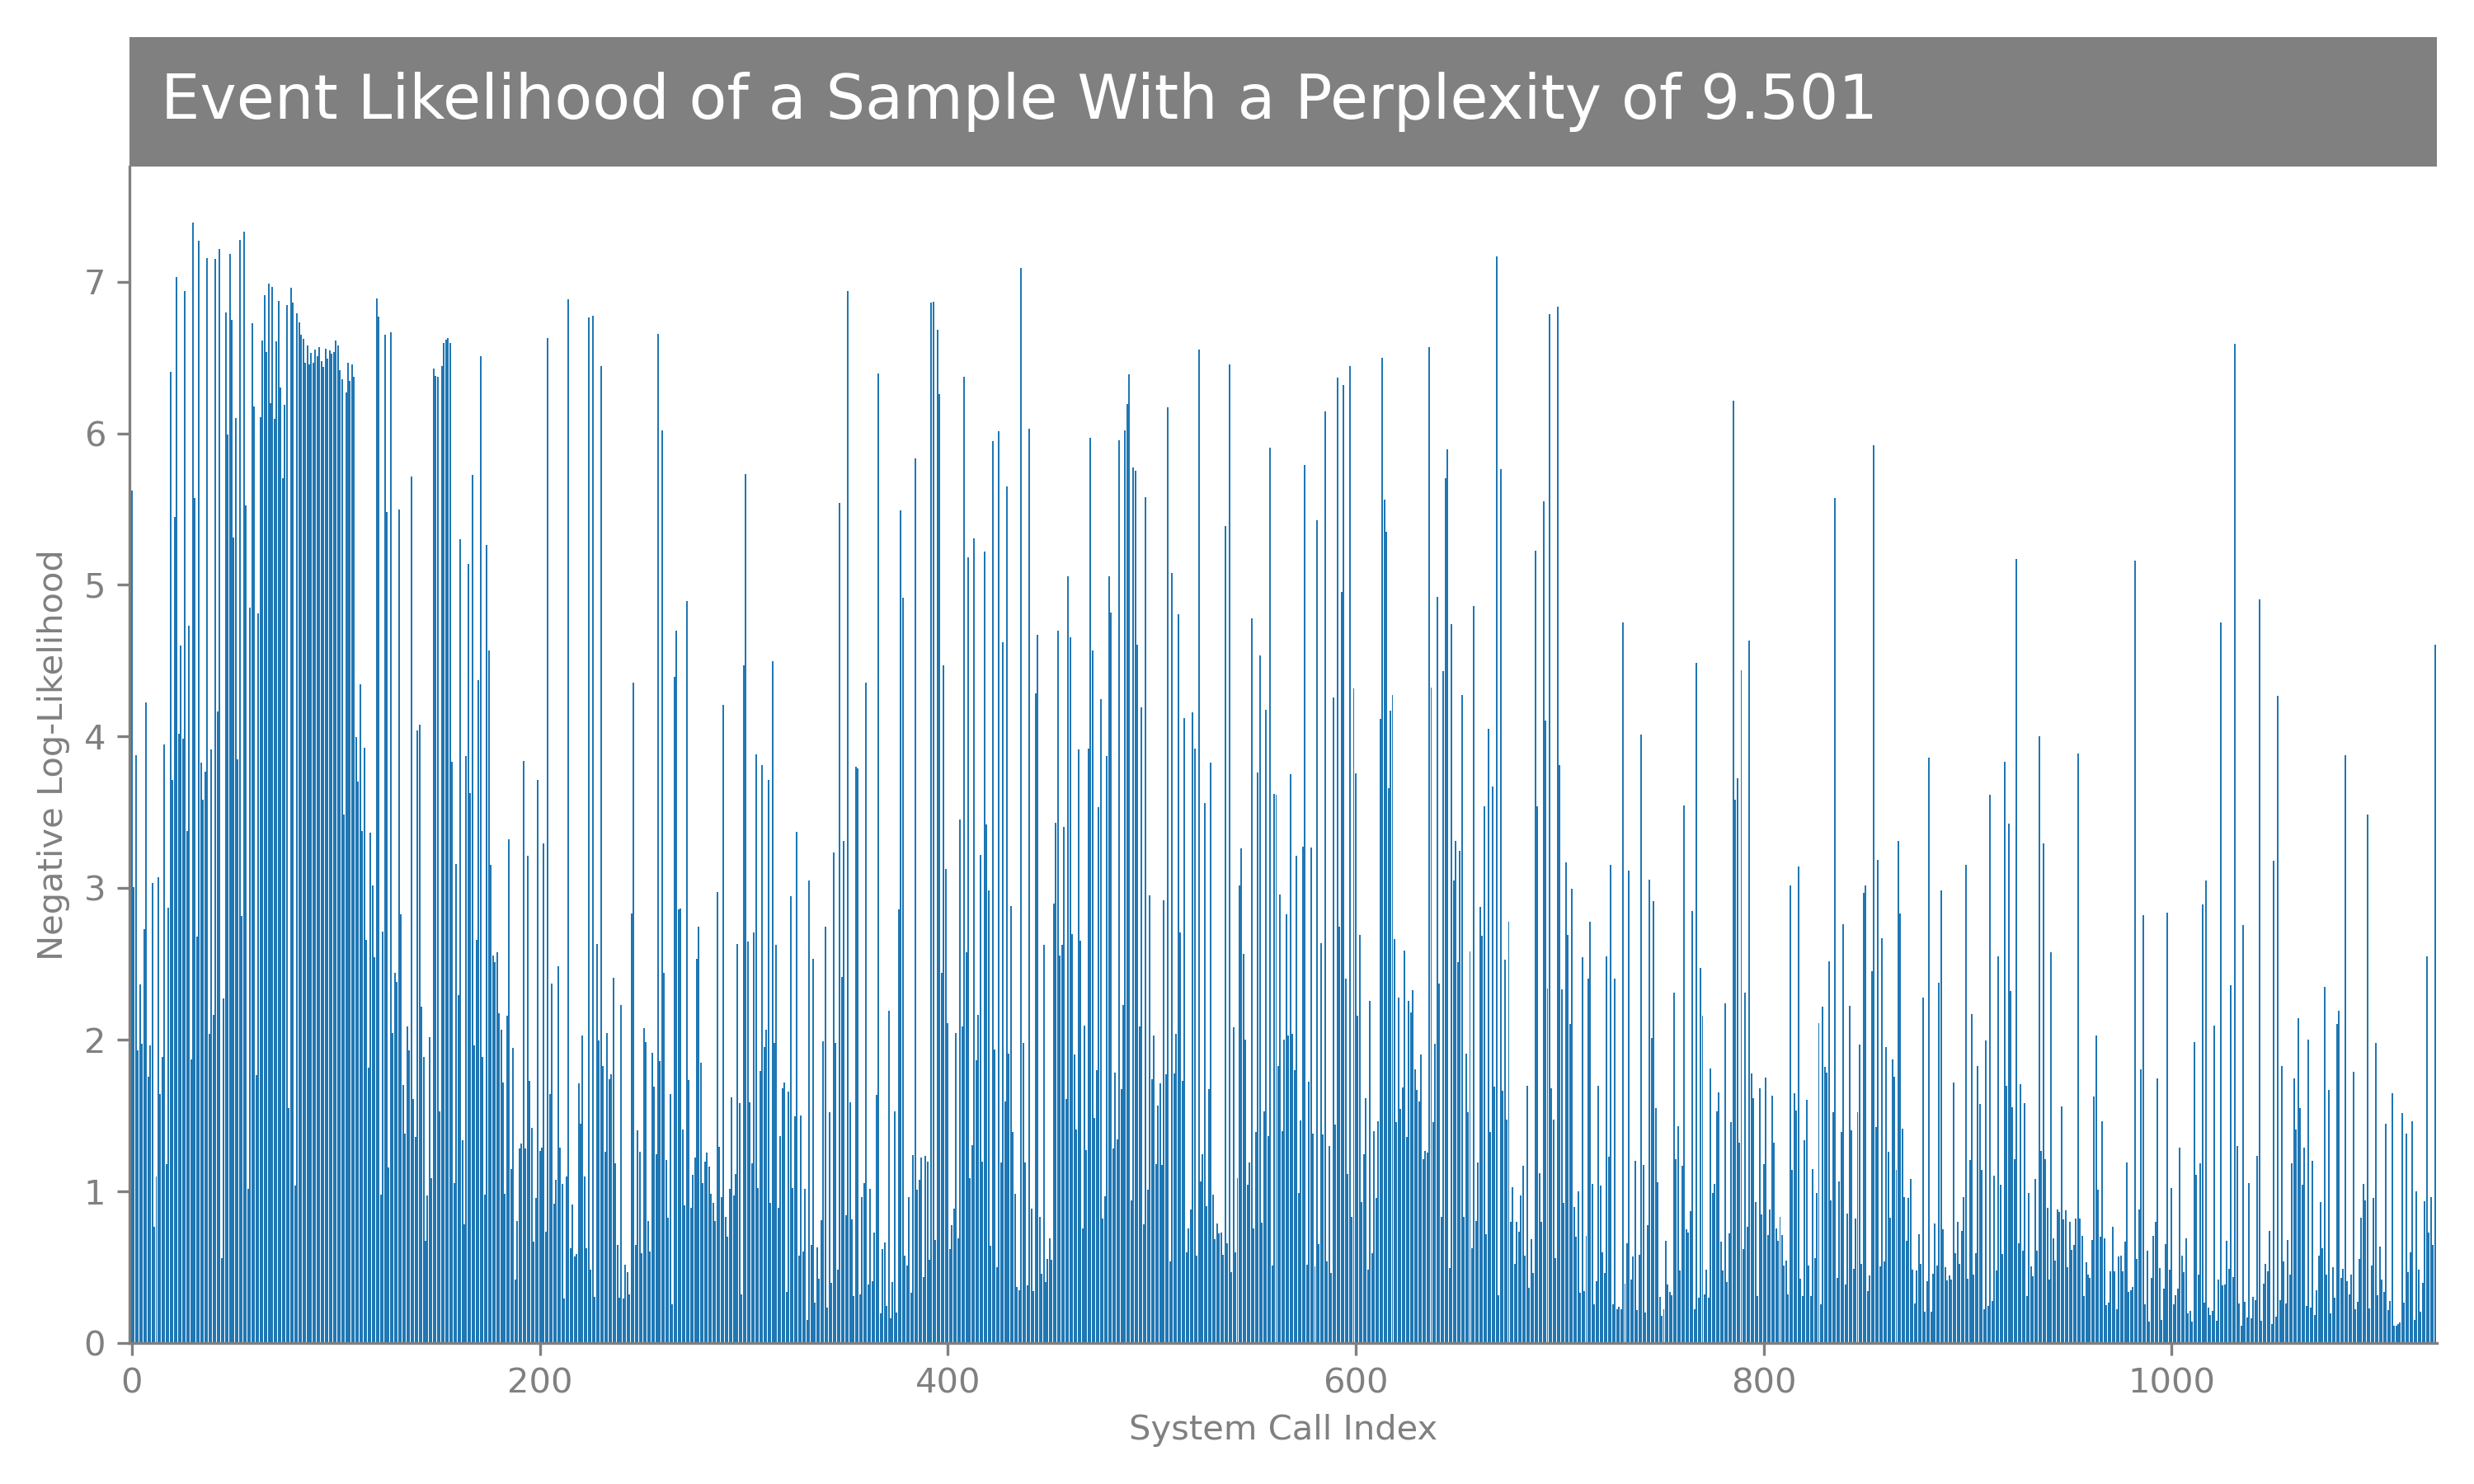 Event Likelihood of a Sample With a Perplexity of 9.501
7
6
5
4
3
2
1
0
Negative Log-Likelihood
0 200 400 600 800 1000
System Call Index